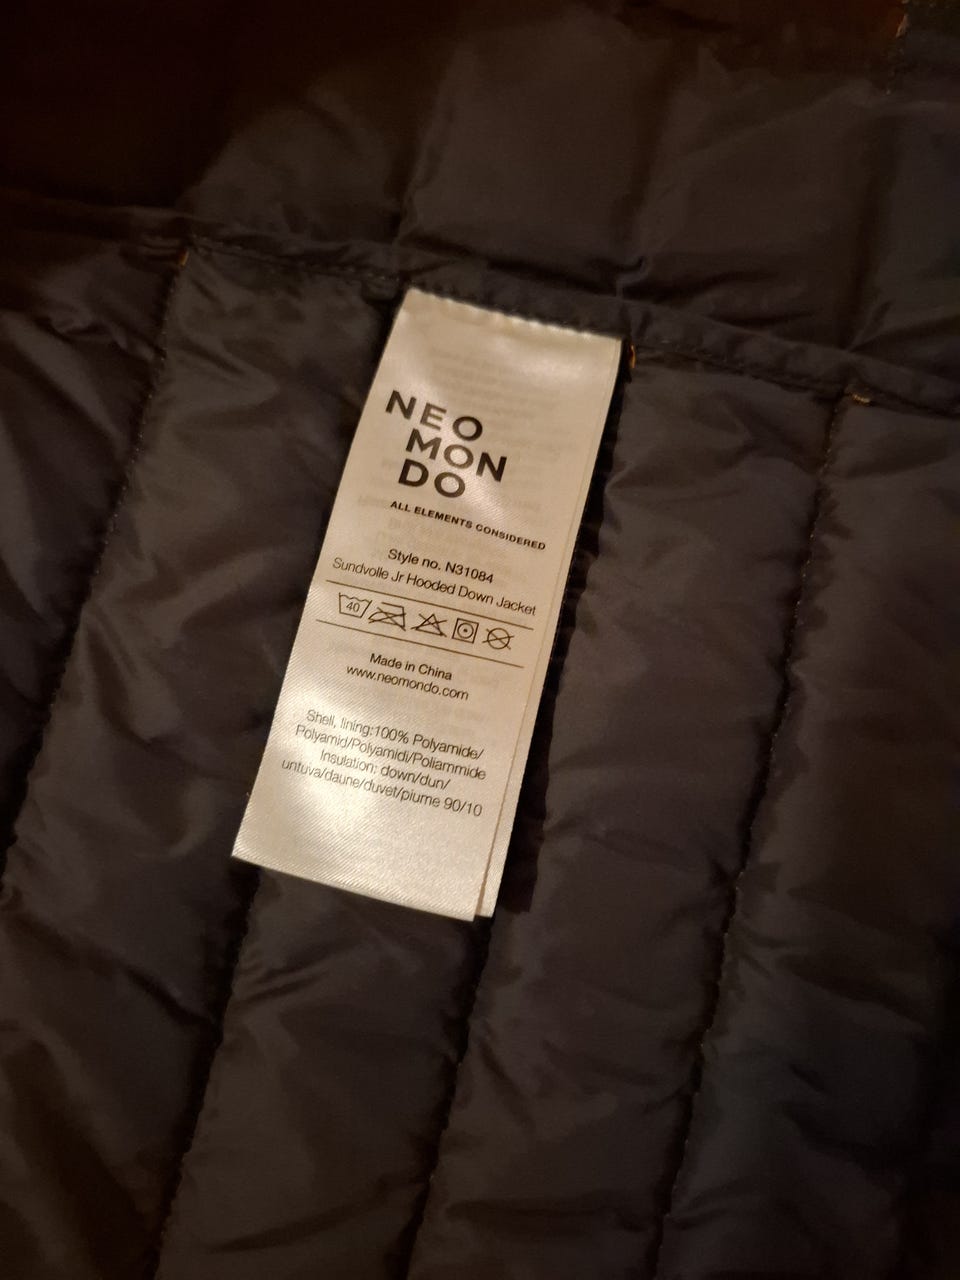 NEO
MON
DO
ALL ELEMENTS CONSIDERED
Style no. N31084
Sundvolle Jr Hooded Down Jacket
40
Made in China
www.neomondo.com
Shell, lining:100% Polyamide/
Polyamid/Polyamidi/Poliammide
Insulation: down/dun/
untuva/daune/duvet/piume 90/10